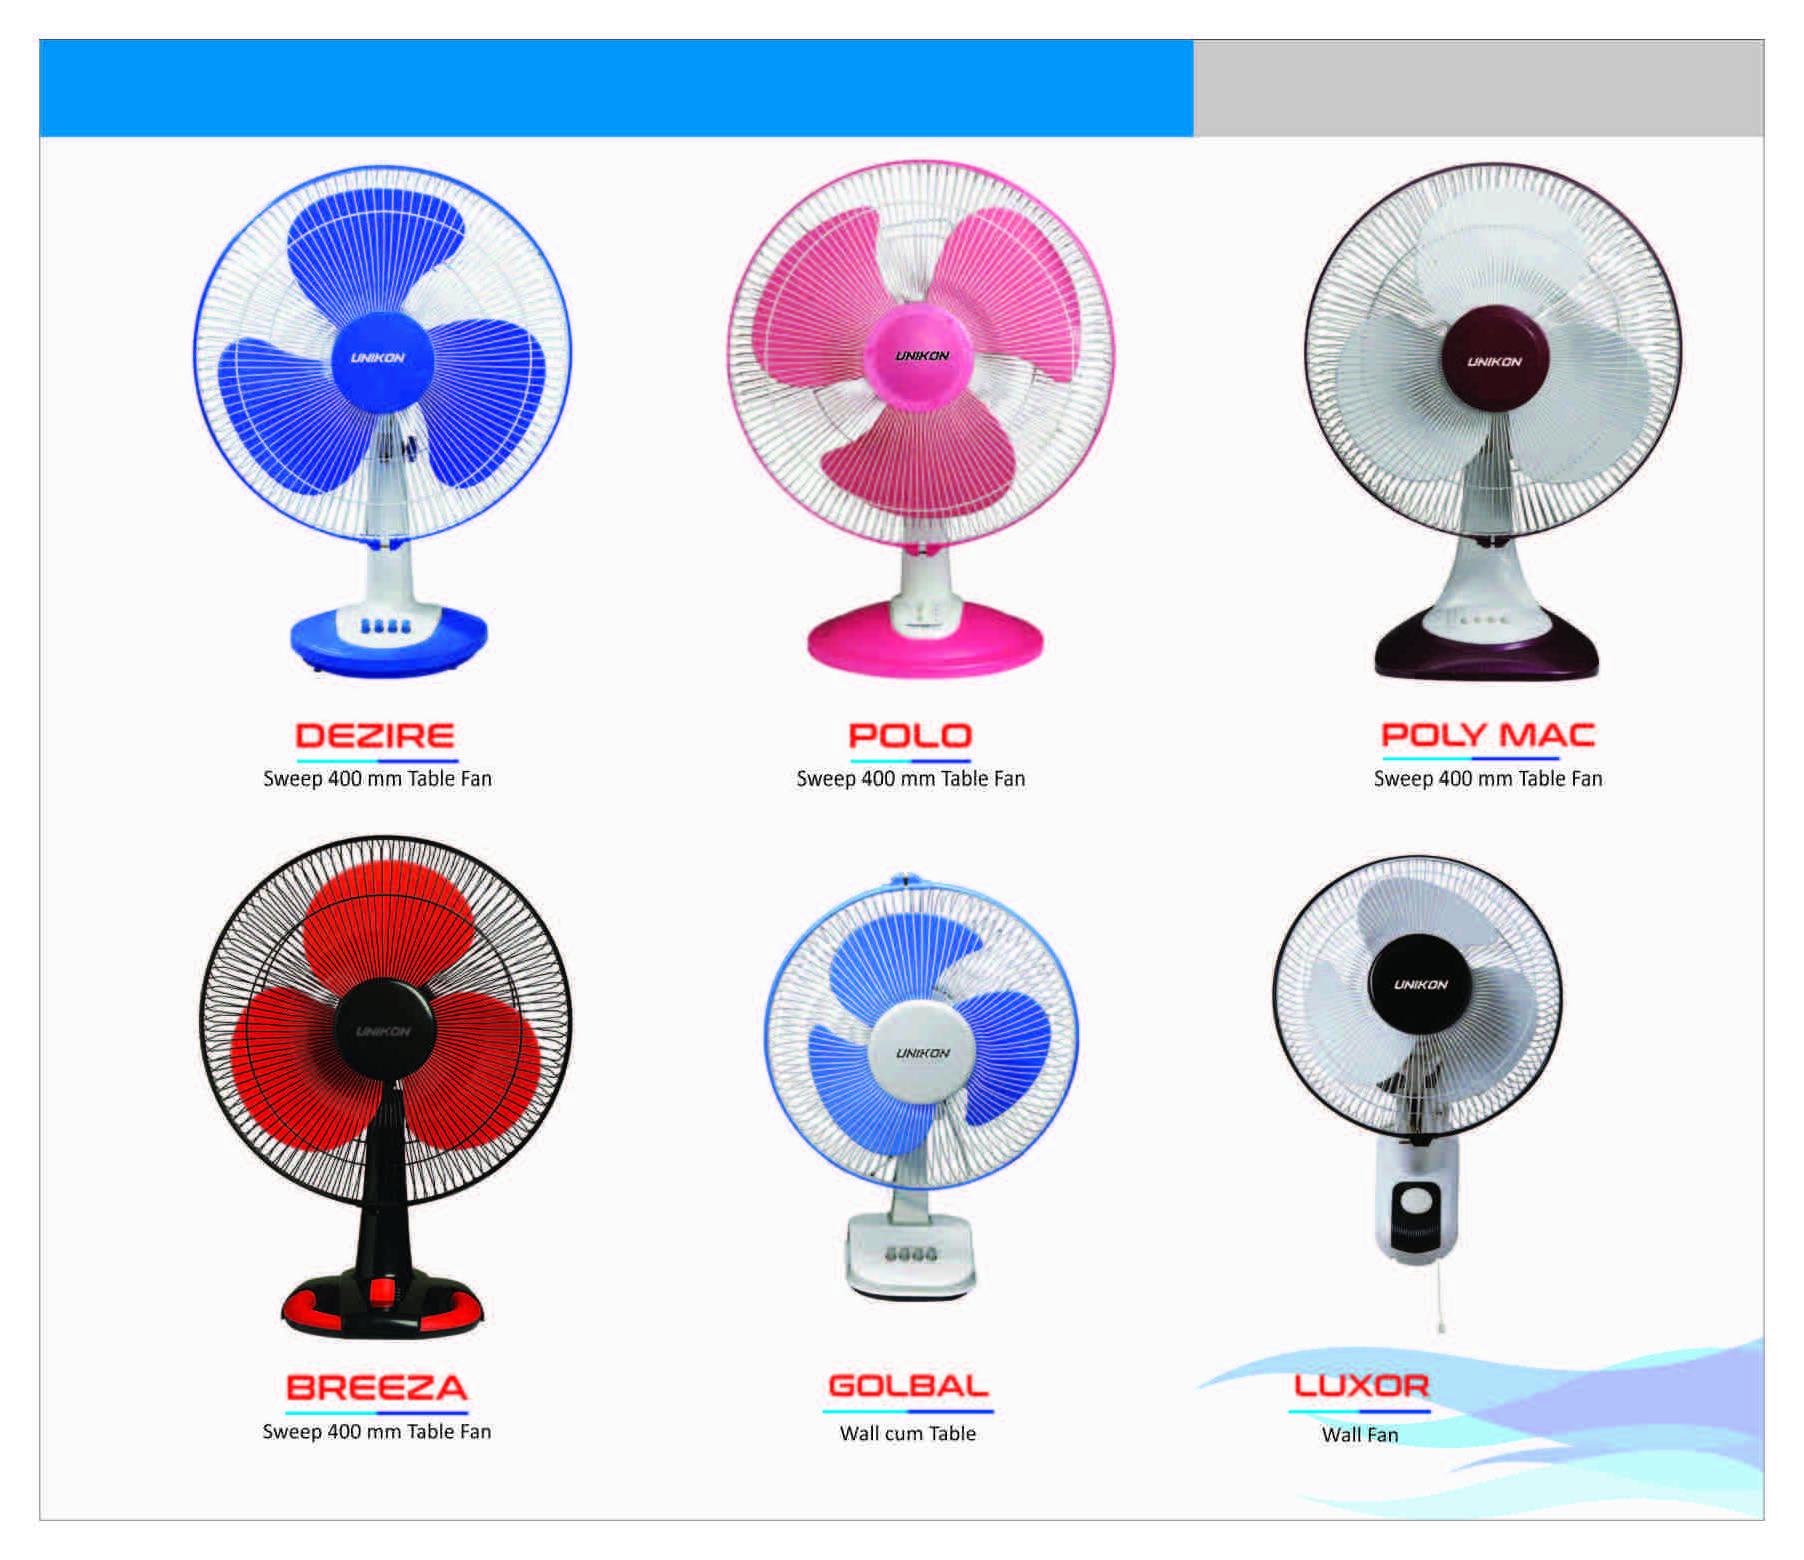 UNIKON
UNIKON
UNIKON
DEZIRE
Sweep 400 mm Table Fan
POLO
Sweep 400 mm Table Fan
POLY MAC
Sweep 400 mm Table Fan
UNIKON
UNIKON
UNIKON
BREEZA
Sweep 400 mm Table Fan
GOLBAL
Wall cum Table
LUXOR
Wall Fan